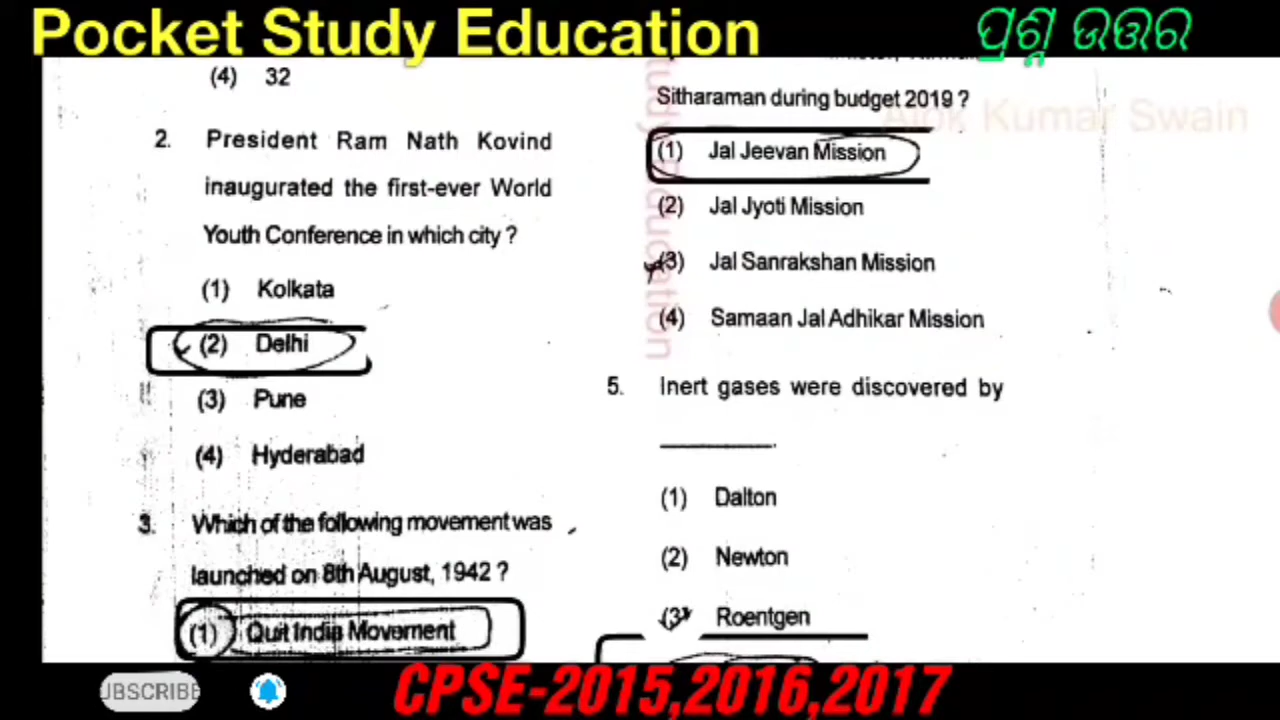 Pocket Study Education
ପ୍ରଶ୍ନ ଉତ୍ତର
(4) 32
2. President Ram Nath Kovind
inaugurated the first-ever World
Youth Conference in which city ?
(1) Kolkata
(2) Delhi
(3) Pune
(4) Hyderabad
3. Which of the following movement was
launched on 8th August, 1942 ?
(1) Quit India Movement
Sitharaman during budget 2019 ?
Alok Kumar Swain
(1) Jal Jeevan Mission
(2) Jal Jyoti Mission
(3) Jal Sanrakshan Mission
(4) Samaan Jal Adhikar Mission
5. Inert gases were discovered by
(1) Dalton
(2) Newton
(3) Roentgen
UBSCRIBE
CPSE-2015,2016,2017